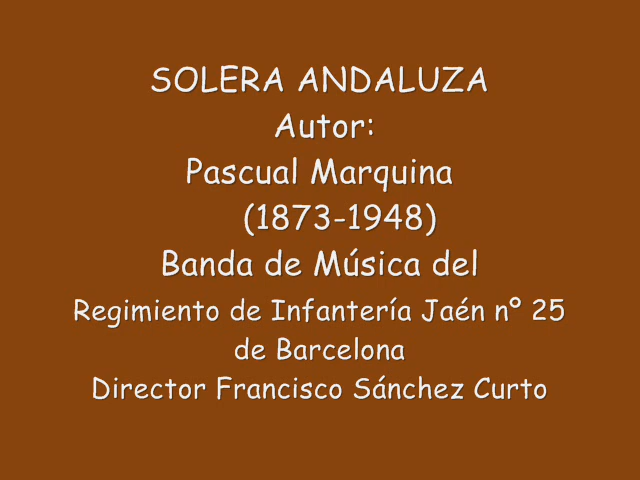 SOLERA ANDALUZA
Autor:
Pascual Marquina
(1873-1948)
Banda de Música del
Regimiento de Infantería Jaén nº 25
de Barcelona
Director Francisco Sánchez Curto